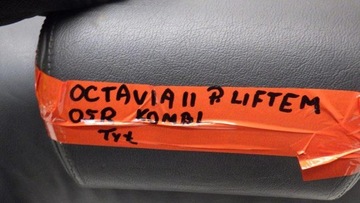 OCTAVIA II P. LIFTEM
OSR KOMBI
TYŁ